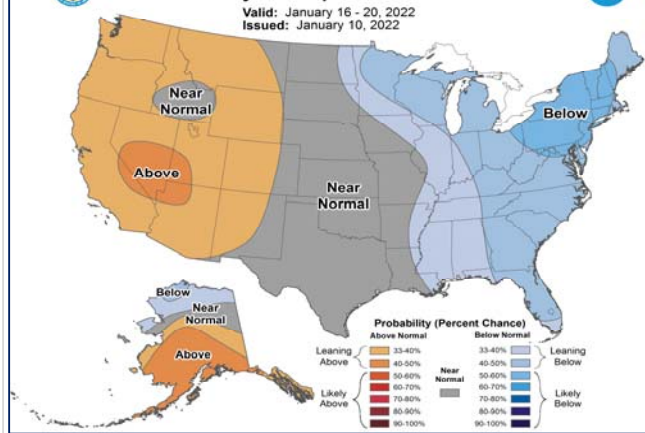 Valid: January 16 - 20, 2022
Issued: January 10, 2022
Near
Normal
Below
Above
Near
Normal
Below
Near
Normal
Above
Probability (Percent Chance)
Above Normal
Below Normal
Leaning
Above
33-40%
40-50%
50-60%
60-70%
70-80%
80-90%
90-100%
Likely
Above
Near
Normal
33-40%
40-50%
50-60%
60-70%
70-80%
80-90%
90-100%
Leaning
Below
Likely
Below